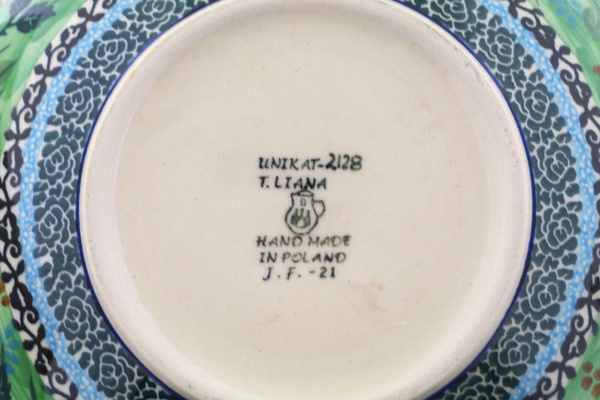 UNIKAT-2128
T. LIANA
HAND MADE
IN POLAND
J. F. -21